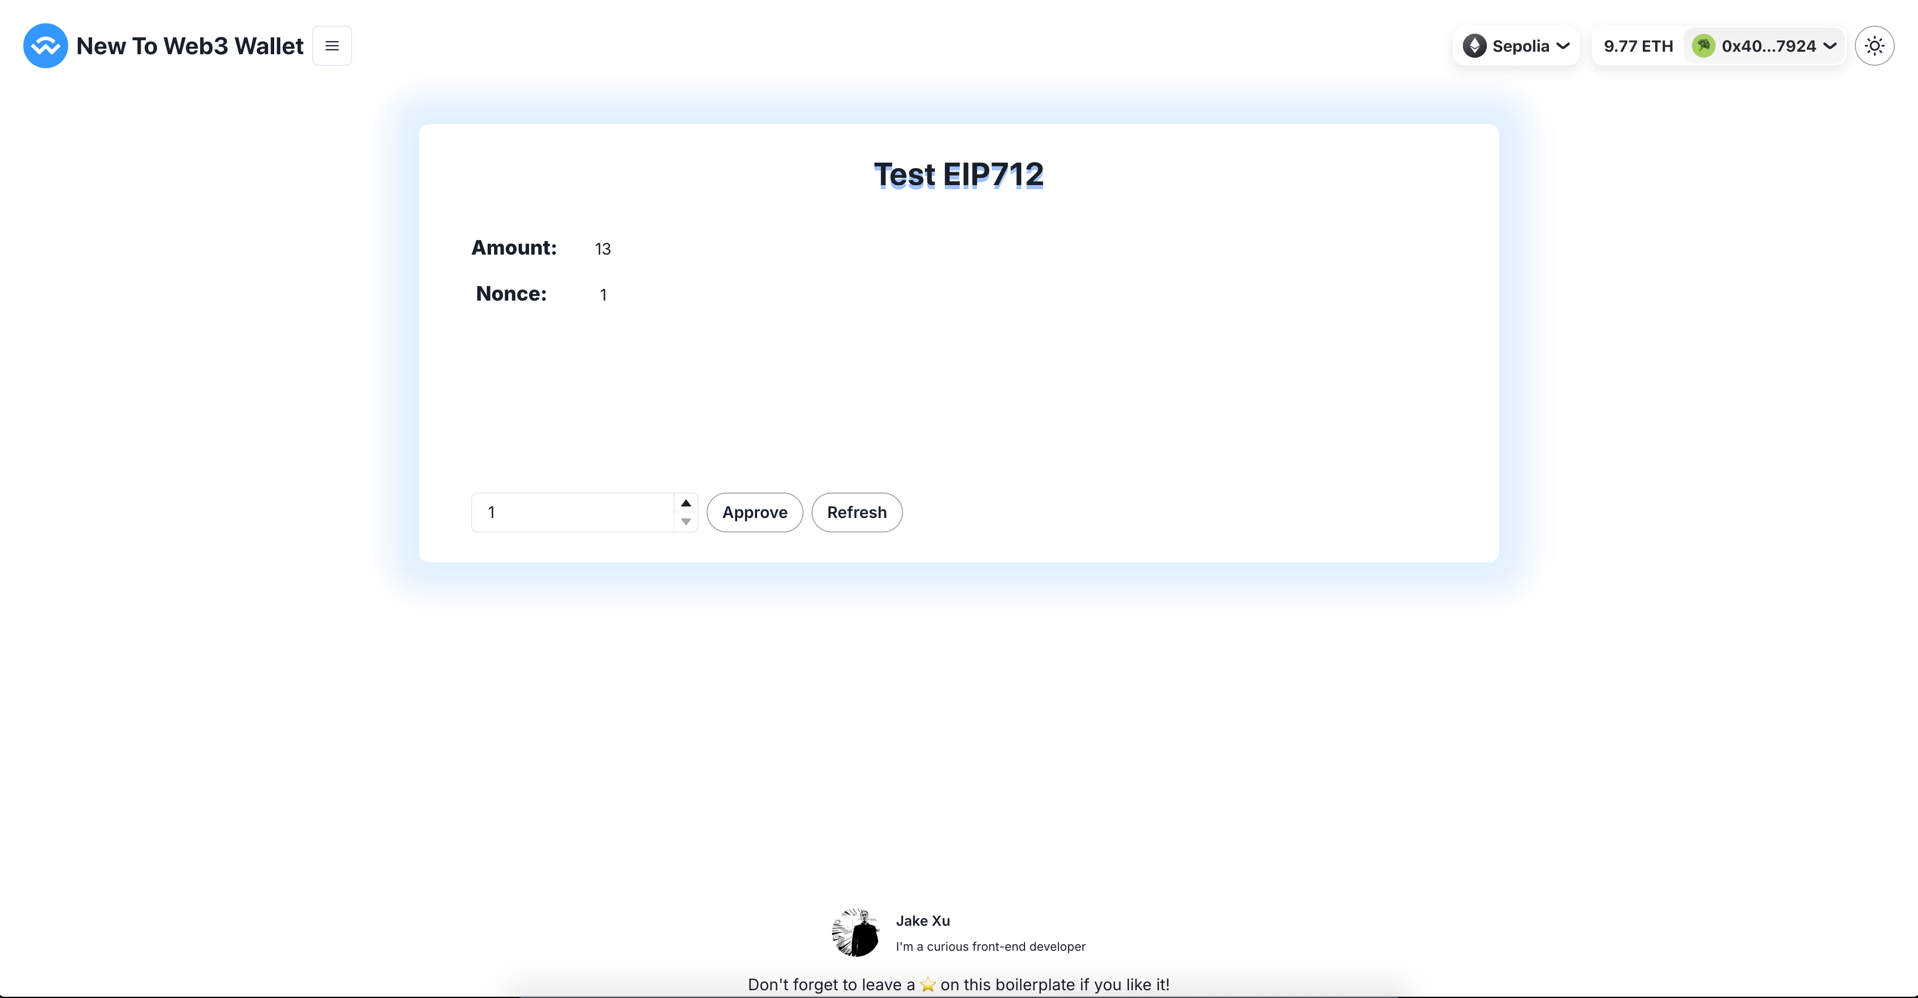 New To Web3 Wallet
Sepolia
9.77 ETH
0x40...7924
Test EIP712
Amount: 13
Nonce: 1
1
Approve
Refresh
Jake Xu
I'm a curious front-end developer
Don't forget to leave a ⭐ on this boilerplate if you like it!